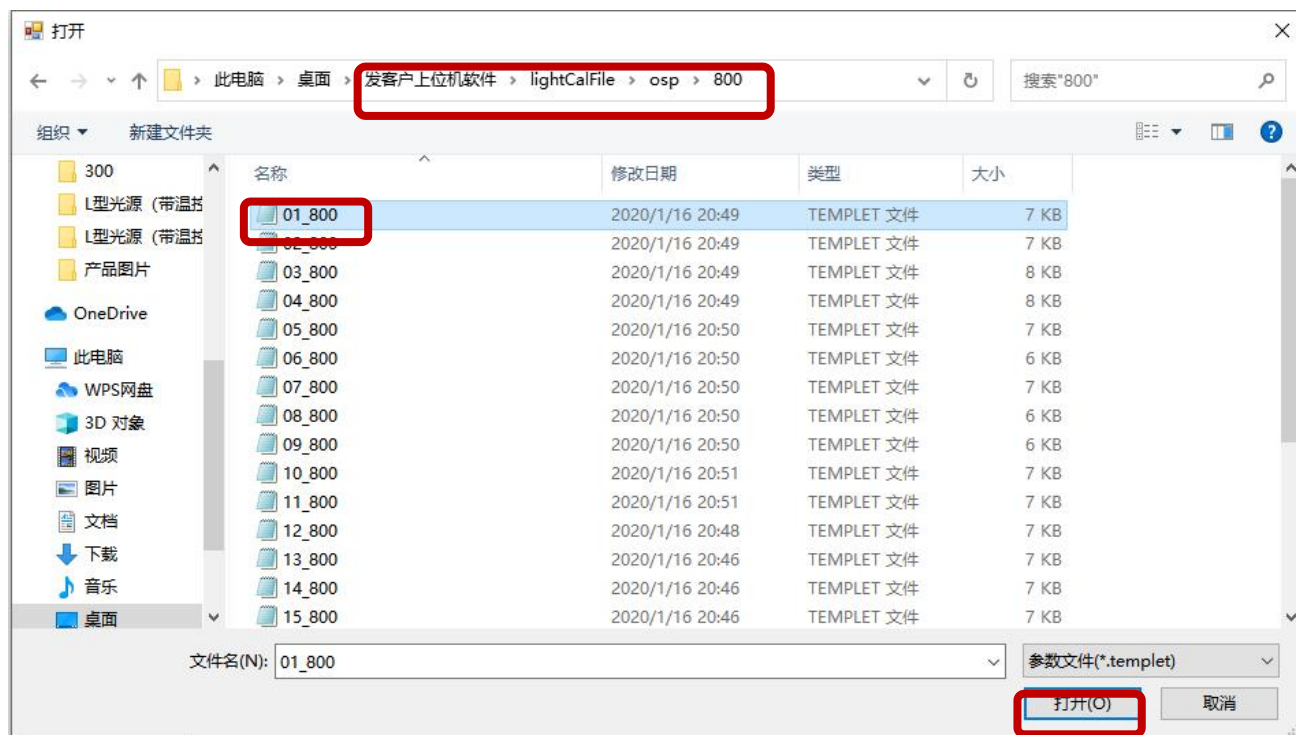 打开
此电脑 › 桌面 › 发客户上位机软件 › lightCalFile › osp › 800
搜索"800"
组织 新建文件夹
300
L型光源（带温控
L型光源（带温控
产品图片
OneDrive
此电脑
WPS网盘
3D 对象
视频
图片
文档
下载
音乐
桌面
名称 修改日期 类型 大小
01_800 2020/1/16 20:49 TEMPLET 文件 7 KB
02_800 2020/1/16 20:49 TEMPLET 文件 7 KB
03_800 2020/1/16 20:49 TEMPLET 文件 8 KB
04_800 2020/1/16 20:49 TEMPLET 文件 8 KB
05_800 2020/1/16 20:50 TEMPLET 文件 7 KB
06_800 2020/1/16 20:50 TEMPLET 文件 6 KB
07_800 2020/1/16 20:50 TEMPLET 文件 7 KB
08_800 2020/1/16 20:50 TEMPLET 文件 6 KB
09_800 2020/1/16 20:50 TEMPLET 文件 6 KB
10_800 2020/1/16 20:51 TEMPLET 文件 7 KB
11_800 2020/1/16 20:51 TEMPLET 文件 7 KB
12_800 2020/1/16 20:48 TEMPLET 文件 7 KB
13_800 2020/1/16 20:46 TEMPLET 文件 7 KB
14_800 2020/1/16 20:46 TEMPLET 文件 7 KB
15_800 2020/1/16 20:46 TEMPLET 文件 7 KB
文件名(N): 01_800 参数文件(*.templet)
打开(O) 取消